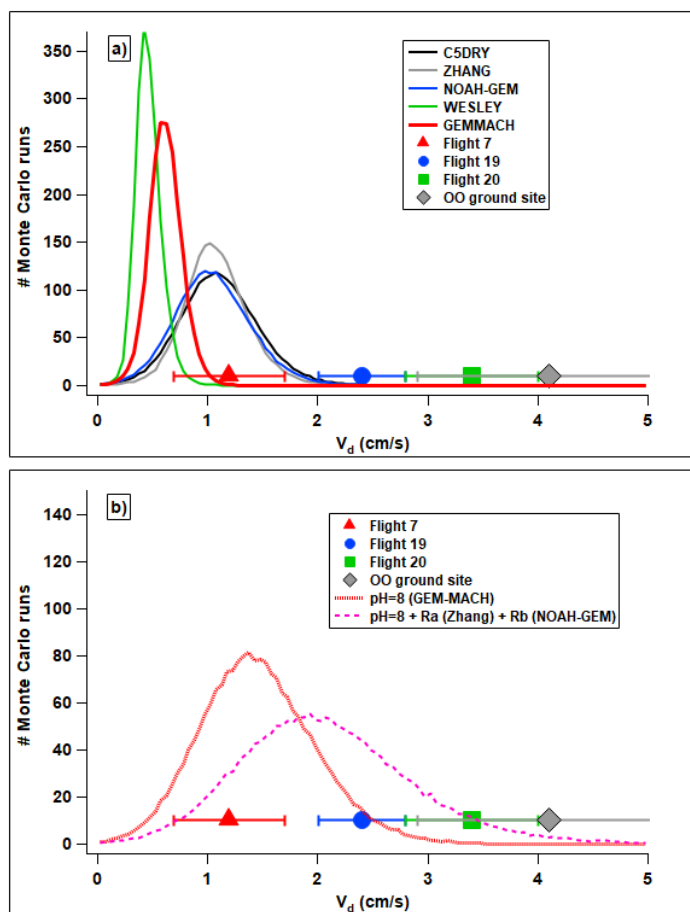 a)
# Monte Carlo runs
350
300
250
200
150
100
50
0
C5DRY
ZHANG
NOAH-GEM
WESLEY
GEMMACH
Flight 7
Flight 19
Flight 20
OO ground site
0 1 2 3 4 5
Vd (cm/s)
b)
# Monte Carlo runs
140
120
100
80
60
40
20
0
Flight 7
Flight 19
Flight 20
OO ground site
pH=8 (GEM-MACH)
pH=8 + Ra (Zhang) + Rb (NOAH-GEM)
0 1 2 3 4 5
Vd (cm/s)